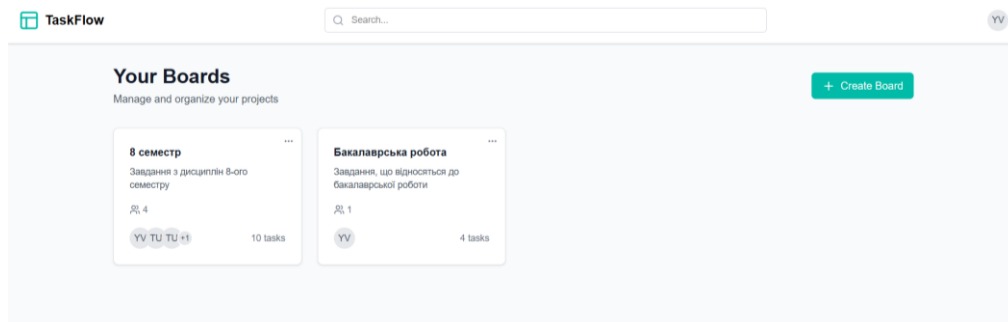 TaskFlow
Search...
YV
Your Boards
Manage and organize your projects
+ Create Board
8 семестр
Завдання з дисциплін 8-ого
семестру
4
YV TU TU +1
10 tasks
Бакалаврська робота
Завдання, що відносяться до
бакалаврської роботи
1
YV
4 tasks